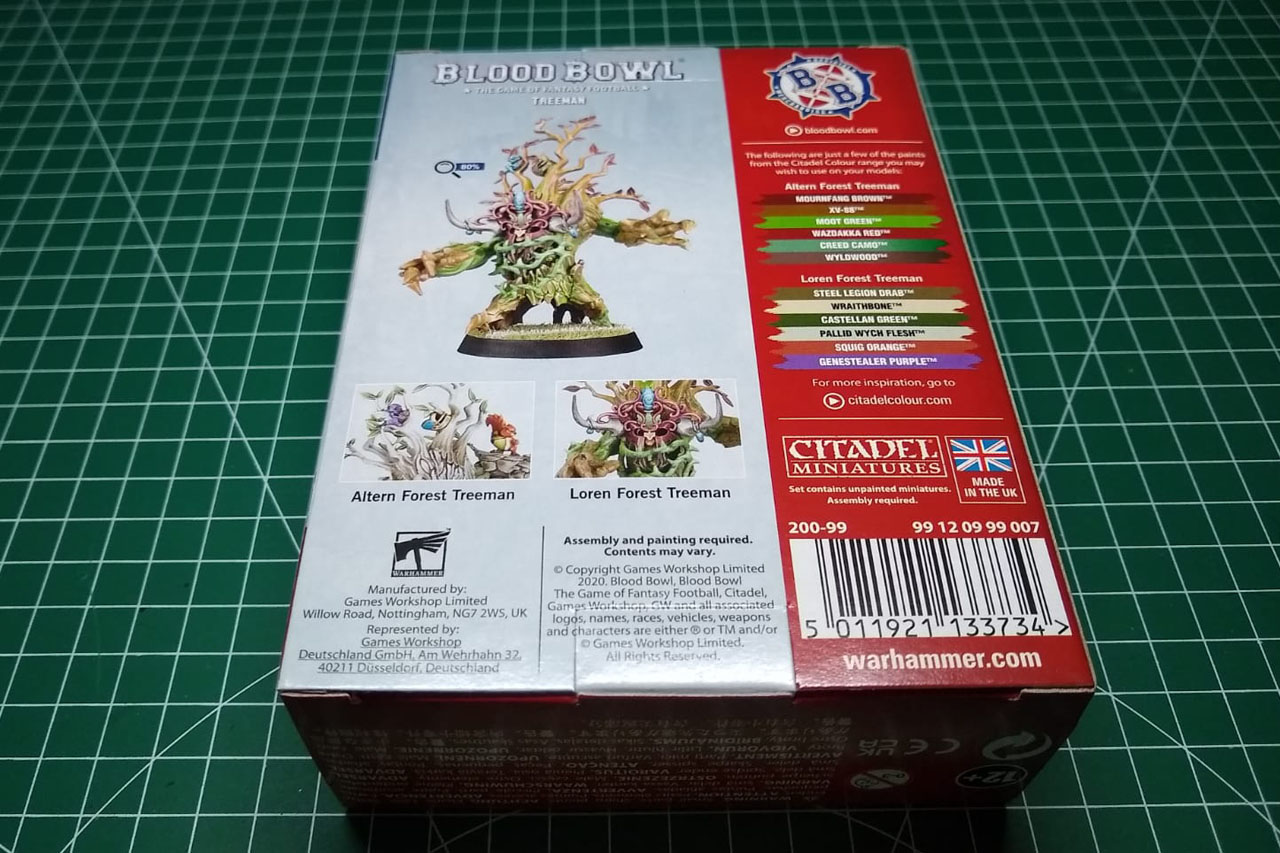 BLOOD BOWL
THE GAME OF FANTASY FOOTBALL
TREEMAN
80%
Altern Forest Treeman
Loren Forest Treeman
WARHAMMER
Manufactured by:
Games Workshop Limited
Willow Road, Nottingham, NG7 2WS, UK
Represented by:
Games Workshop
Deutschland GmbH, Am Wehrhahn 32,
40211 Düsseldorf, Deutschland
Assembly and painting required.
Contents may vary.
© Copyright Games Workshop Limited
2020. Blood Bowl, Blood Bowl
The Game of Fantasy Football, Citadel,
Games Workshop, GW and all associated
logos, names, races, vehicles, weapons
and characters are either ® or TM and/or
© Games Workshop Limited.
All Rights Reserved.
BB
bloodbowl.com
The following are just a few of the paints
from the Citadel Colour range you may
wish to use on your models:
Altern Forest Treeman
MOURNFANG BROWN™
XV-88™
MOOT GREEN™
WAZDAKKA RED™
CREED CAMO™
WYLDWOOD™
Loren Forest Treeman
STEEL LEGION DRAB™
WRAITHBONE™
CASTELLAN GREEN™
PALLID WYCH FLESH™
SQUIG ORANGE™
GENESTEALER PURPLE™
For more inspiration, go to
citadelcolour.com
CITADEL
MINIATURES
MADE
IN THE UK
Set contains unpainted miniatures.
Assembly required.
200-99 99 12 09 99 007
5 011921 133734 >
warhammer.com
UK CA CE
12+ 0-3